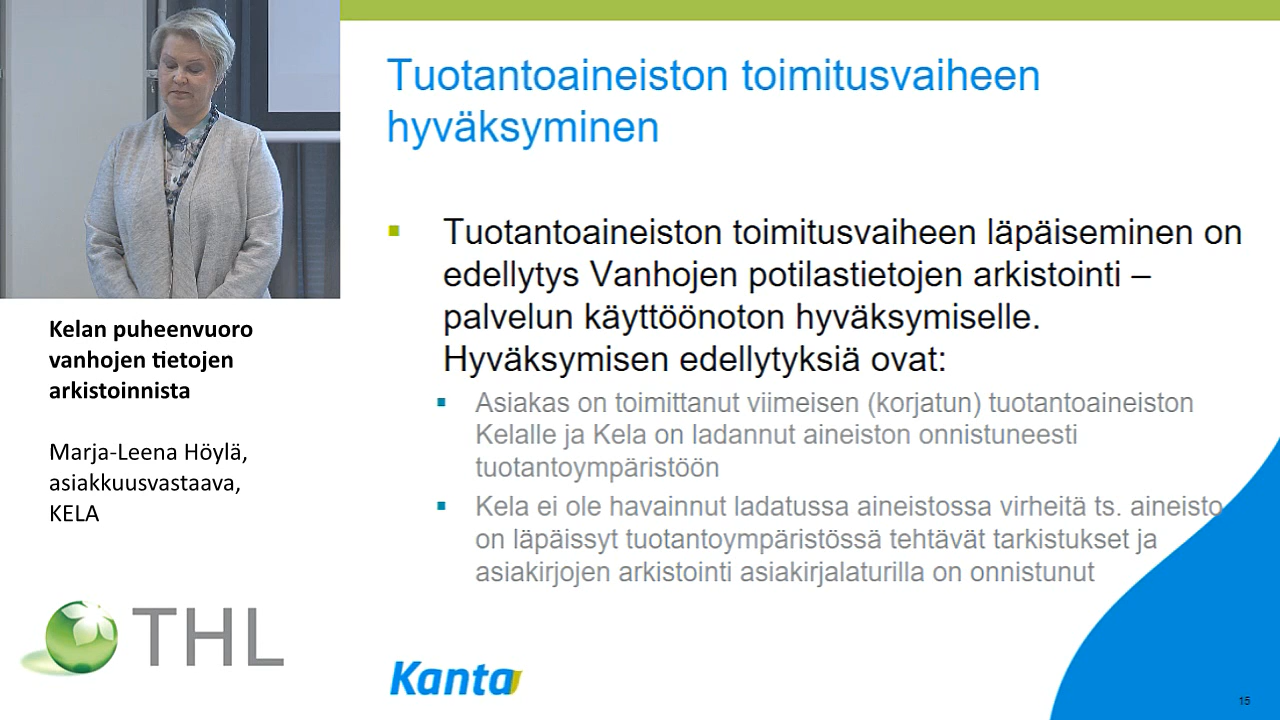 Tuotantoaineiston toimitusvaiheen
hyväksyminen
Tuotantoaineiston toimitusvaiheen läpäiseminen on
edellytys Vanhojen potilastietojen arkistointi –
palvelun käyttöönoton hyväksymiselle.
Hyväksymisen edellytyksiä ovat:
Asiakas on toimittanut viimeisen (korjatun) tuotantoaineiston
Kelalle ja Kela on ladannut aineiston onnistuneesti
tuotantoympäristöön
Kela ei ole havainnut ladatussa aineistossa virheitä ts. aineisto
on läpäissyt tuotantoympäristössä tehtävät tarkistukset ja
asiakirjojen arkistointi asiakirjalaturilla on onnistunut
Kelan puheenvuoro
vanhojen tietojen
arkistoinnista
Marja-Leena Höylä,
asiakkuusvastaava,
KELA
THL
Kanta
15